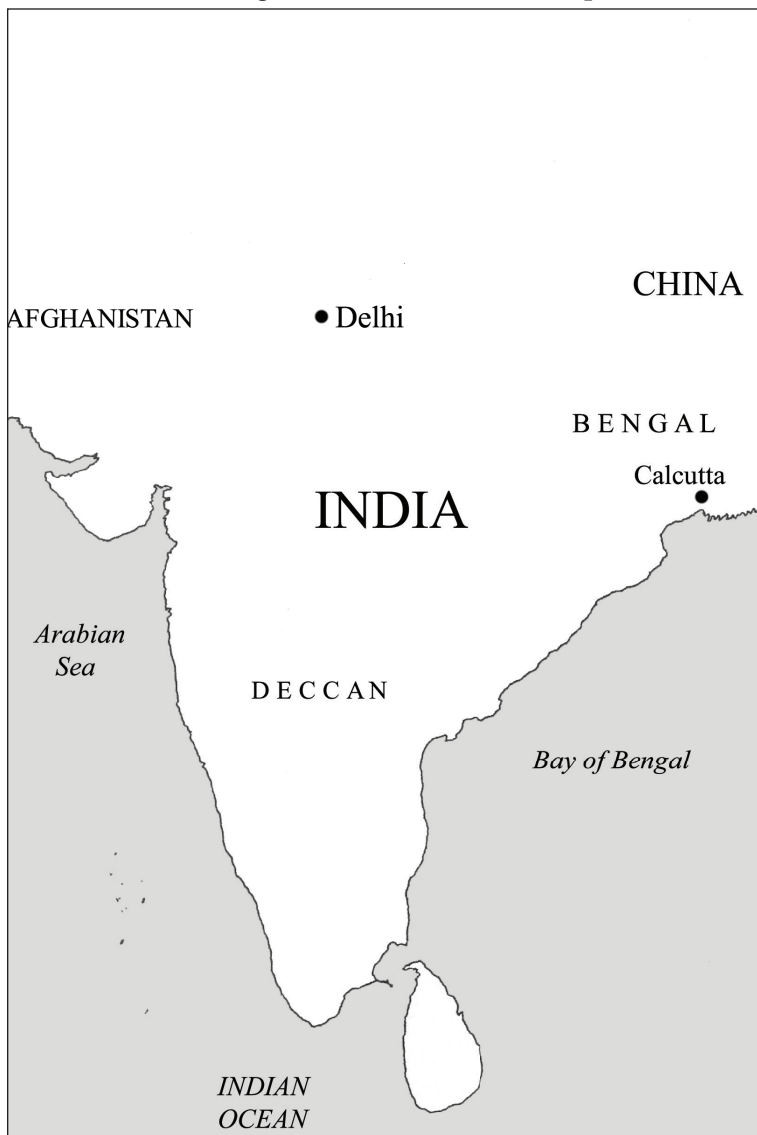 CHINA
AFGHANISTAN
Delhi
BENGAL
Calcutta
INDIA
Arabian
Sea
DECCAN
Bay of Bengal
INDIAN
OCEAN